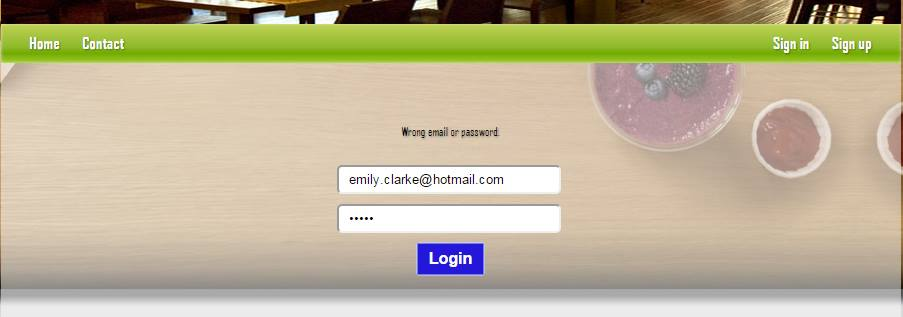 Home Contact Sign in Sign up
Wrong email or password.
emily.clarke@hotmail.com
•••••
Login